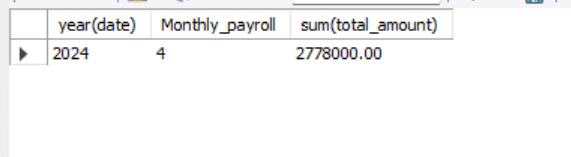 year(date) Monthly_payroll sum(total_amount)
2024 4 2778000.00